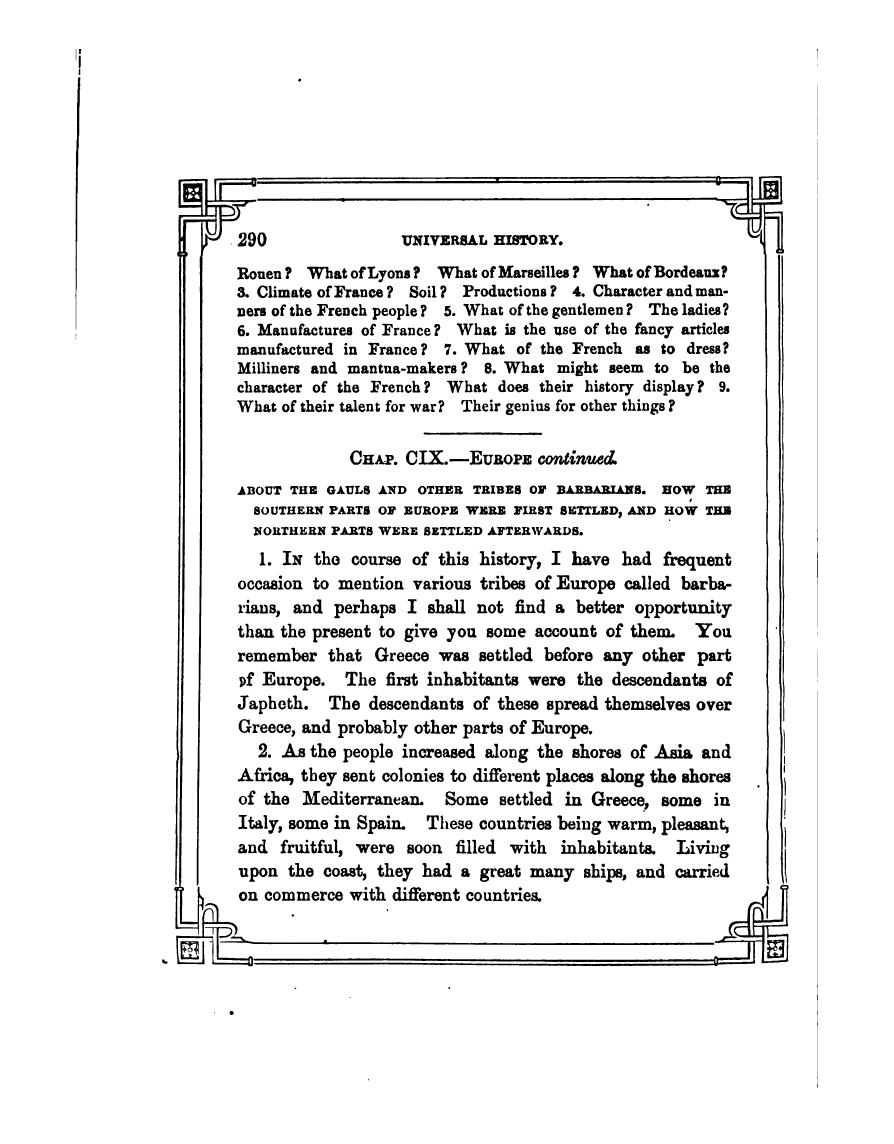 290 UNIVERSAL HISTORY.
Rouen? What of Lyons? What of Marseilles? What of Bordeaux?
3. Climate of France? Soil? Productions? 4. Character and man-
ners of the French people? 5. What of the gentlemen? The ladies?
6. Manufactures of France? What is the use of the fancy articles
manufactured in France? 7. What of the French as to dress?
Milliners and mantua-makers? 8. What might seem to be the
character of the French? What does their history display? 9.
What of their talent for war? Their genius for other things?
CHAP. CIX.—EUROPE continued.
ABOUT THE GAULS AND OTHER TRIBES OF BARBARIANS. HOW THE
SOUTHERN PARTS OF EUROPE WERE FIRST SETTLED, AND HOW THE
NORTHERN PARTS WERE SETTLED AFTERWARDS.
1. IN the course of this history, I have had frequent
occasion to mention various tribes of Europe called barba-
rians, and perhaps I shall not find a better opportunity
than the present to give you some account of them. You
remember that Greece was settled before any other part
of Europe. The first inhabitants were the descendants of
Japheth. The descendants of these spread themselves over
Greece, and probably other parts of Europe.
2. As the people increased along the shores of Asia and
Africa, they sent colonies to different places along the shores
of the Mediterranean. Some settled in Greece, some in
Italy, some in Spain. These countries being warm, pleasant,
and fruitful, were soon filled with inhabitants. Living
upon the coast, they had a great many ships, and carried
on commerce with different countries.